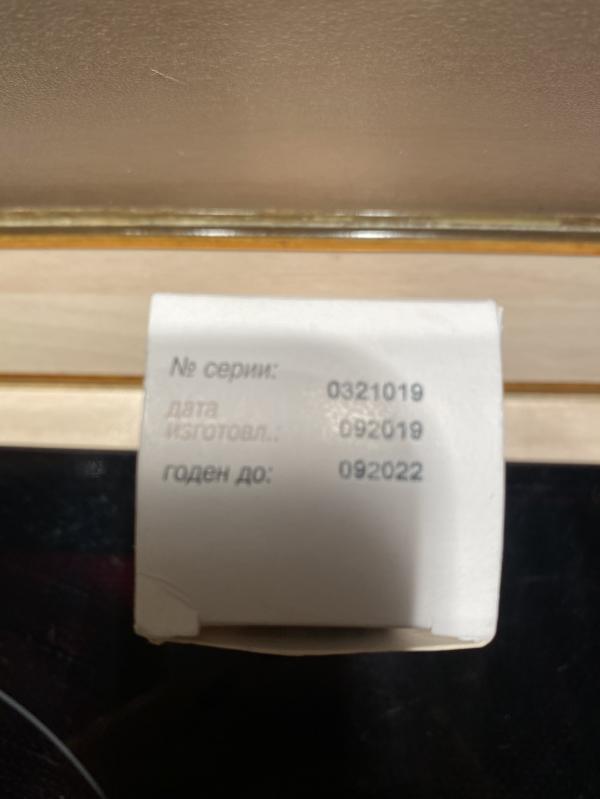 № серии:
0321019
дата
изготовл.: 092019
годен до: 092022